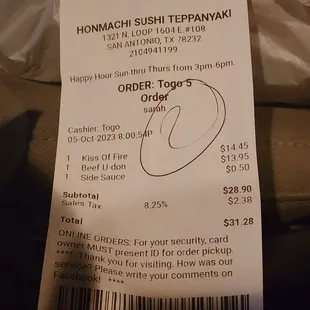 HONMACHI SUSHI TEPPANYAKI
1321 N. LOOP 1604 E.#108
SAN ANTONIO, TX 78232
2104941199
Happy Hour Sun thru Thurs from 3pm-6pm.
ORDER: Togo 5
Order
sarah
Cashier: Togo
05-Oct-2023 8:00:54P
1 Kiss Of Fire $14.45
1 Beef U-don $13.95
1 Side Sauce $0.50
Subtotal $28.90
Sales Tax 8.25% $2.38
Total $31.28
ONLINE ORDERS: For your security, card
owner MUST present ID for order pickup.
**** Thank you for visiting. How was our
service? Please write your comments on
Facebook! ****